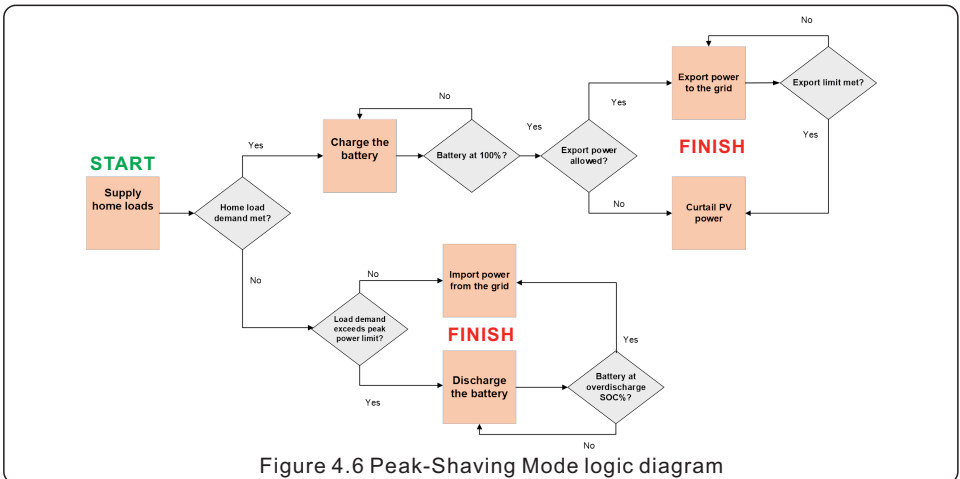 START
Supply
home loads
Home load
demand met?
Yes
No
Charge the
battery
No
Battery at 100%?
Yes
Export power
allowed?
Yes
No
Export power
to the grid
No
Export limit met?
Yes
FINISH
Curtail PV
power
Load demand
exceeds peak
power limit?
No
Yes
Import power
from the grid
FINISH
Discharge
the battery
Battery at
overdischarge
SOC%?
Yes
No
Figure 4.6 Peak-Shaving Mode logic diagram